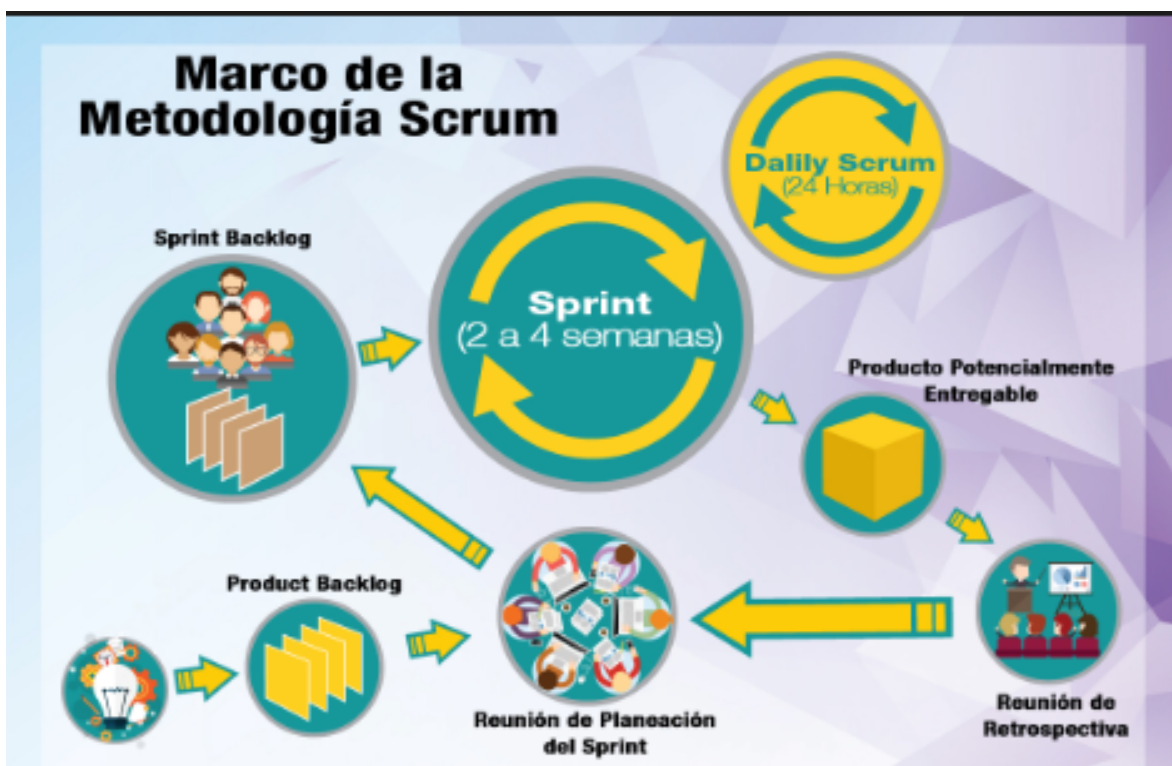 Marco de la
Metodología Scrum
Dalily Scrum
(24 Horas)
Sprint Backlog
Sprint
(2 a 4 semanas)
Producto Potencialmente
Entregable
Product Backlog
Reunión de Planeación
del Sprint
Reunión de
Retrospectiva